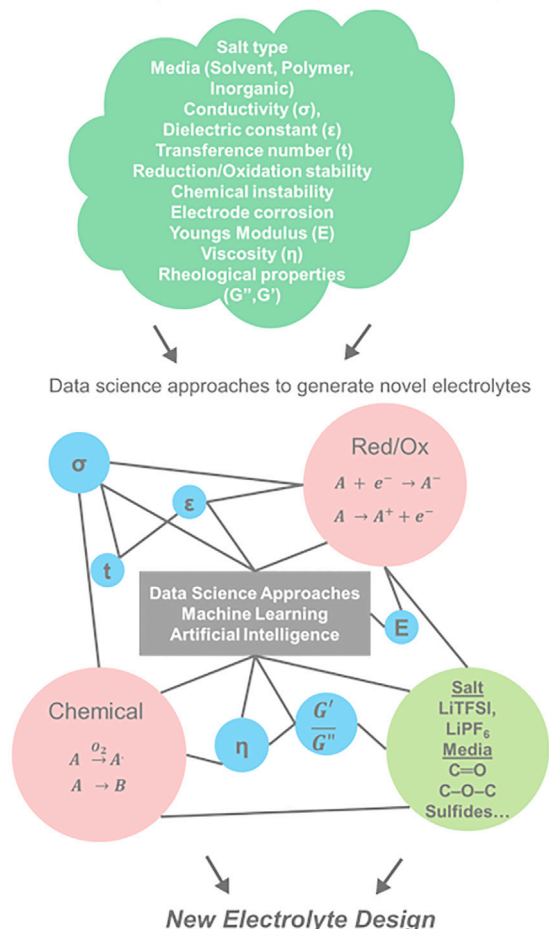 Salt type
Media (Solvent, Polymer,
Inorganic)
Conductivity (σ),
Dielectric constant (ε)
Transference number (t)
Reduction/Oxidation stability
Chemical instability
Electrode corrosion
Youngs Modulus (E)
Viscosity (η)
Rheological properties
(G”,G’)
Data science approaches to generate novel electrolytes
σ
ε
t
Red/Ox
A + e⁻ → A⁻
A → A⁺ + e⁻
Data Science Approaches
Machine Learning
Artificial Intelligence
E
Chemical
O₂
A → A·
A → B
η
G′
G″
Salt
LiTFSI,
LiPF₆
Media
C=O
C–O–C
Sulfides...
New Electrolyte Design